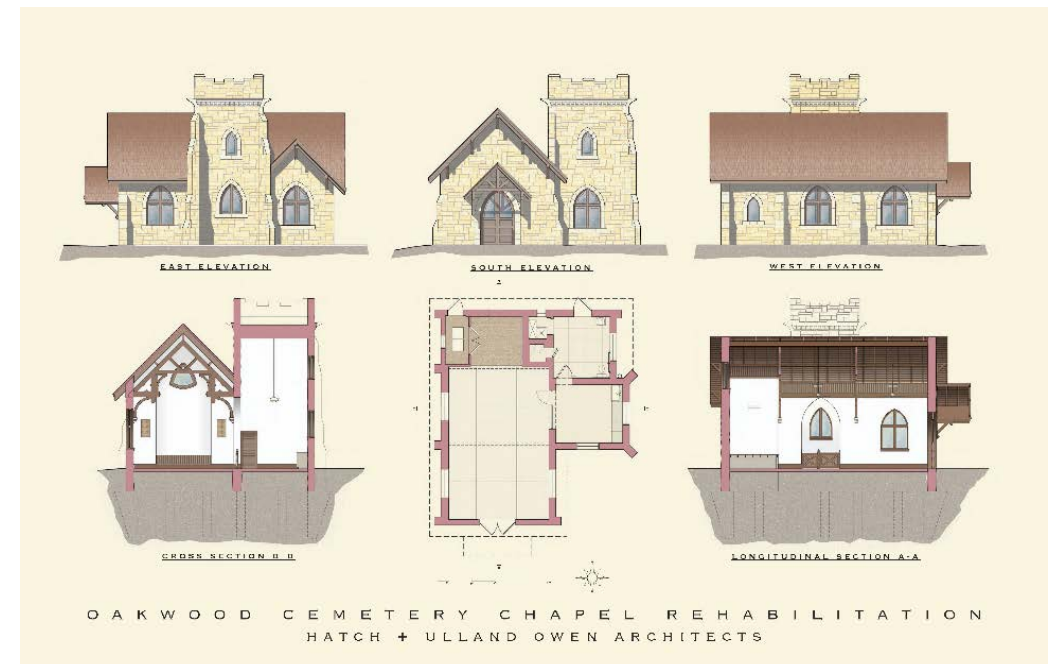 EAST ELEVATION
SOUTH ELEVATION
WEST ELEVATION
CROSS SECTION B B
LONGITUDINAL SECTION A-A
OAKWOOD CEMETERY CHAPEL REHABILITATION
HATCH + ULLAND OWEN ARCHITECTS